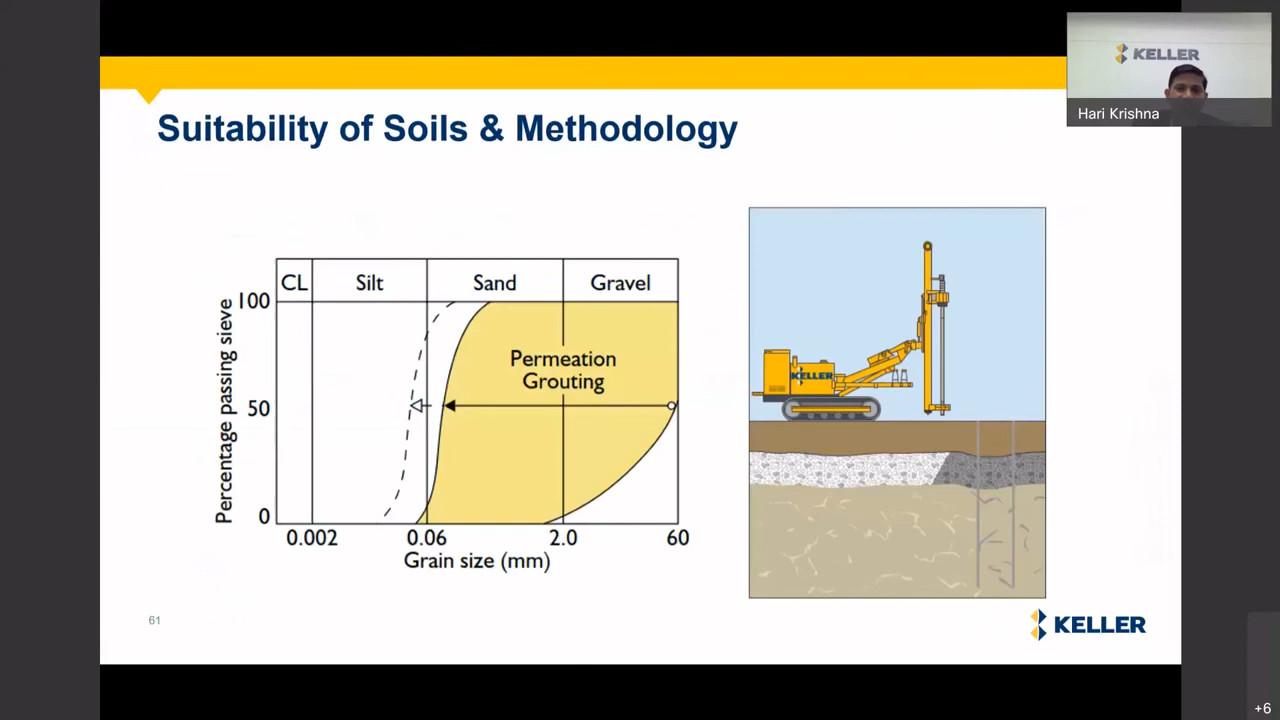 KELLER
Hari Krishna
Suitability of Soils & Methodology
CL Silt Sand Gravel
Percentage passing sieve
100
50
0
Permeation
Grouting
0.002 0.06 2.0 60
Grain size (mm)
KELLER
61
KELLER
+6